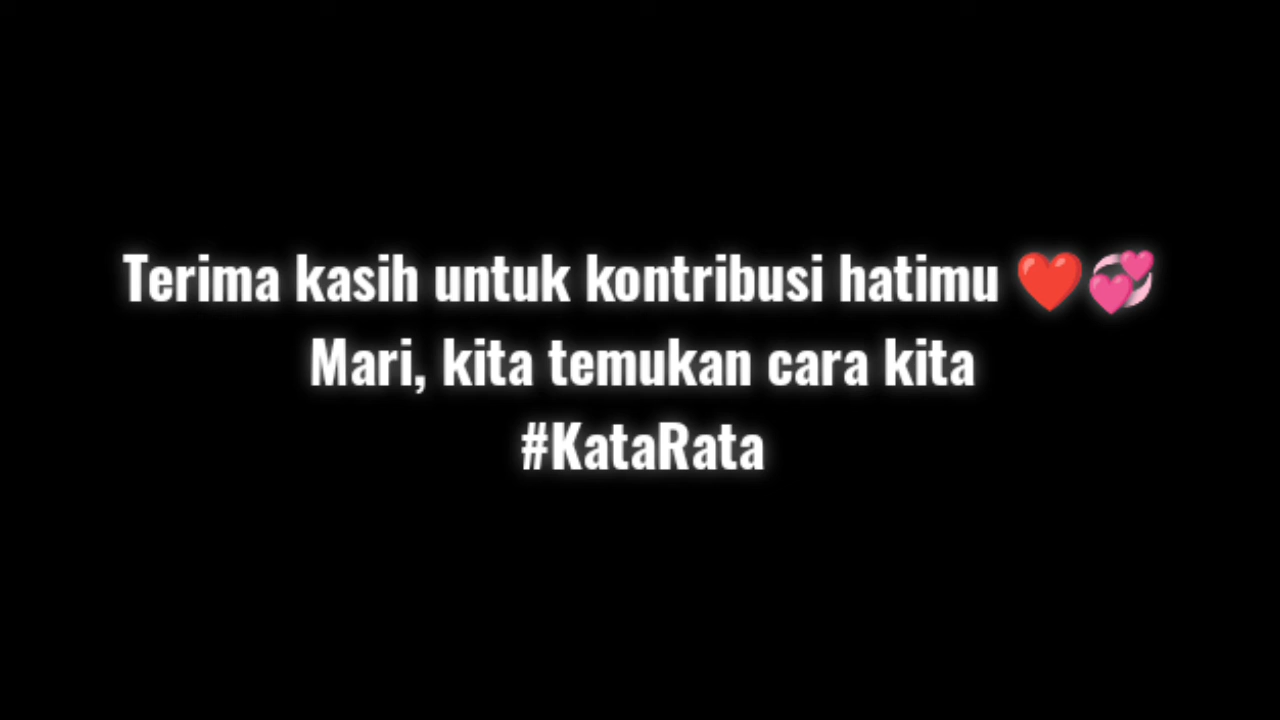 Terima kasih untuk kontribusi hatimu ❤️💞
Mari, kita temukan cara kita
#KataRata